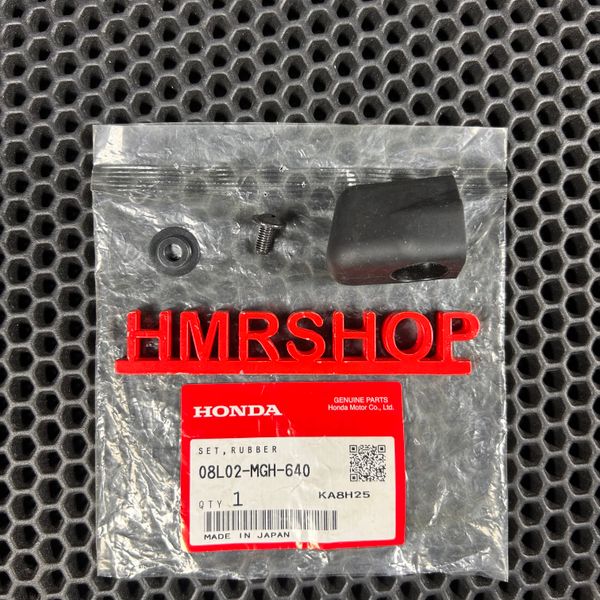 HMRSHOP
HONDA
GENUINE PARTS
Honda Motor Co., Ltd.
SET, RUBBER
08L02-MGH-640
QTY 1
KA8H25
MADE IN JAPAN